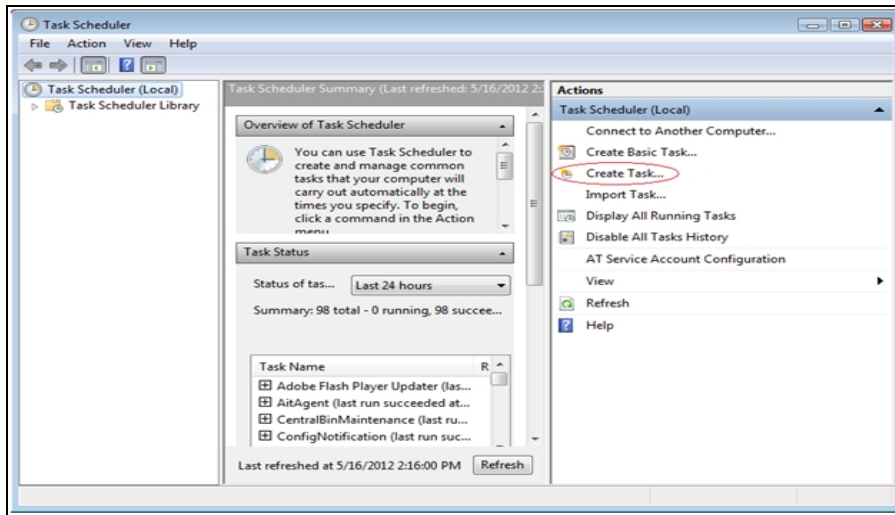 Task Scheduler
File Action View Help
Task Scheduler (Local)
Task Scheduler Library
Task Scheduler Summary (Last refreshed: 5/16/2012 2:
Overview of Task Scheduler
You can use Task Scheduler to
create and manage common
tasks that your computer will
carry out automatically at the
times you specify. To begin,
click a command in the Action
menu
Task Status
Status of tas... Last 24 hours
Summary: 98 total - 0 running, 98 succee...
Task Name R
Adobe Flash Player Updater (las...
AitAgent (last run succeeded at...
CentralBinMaintenance (last ru...
ConfigNotification (last run suc...
Last refreshed at 5/16/2012 2:16:00 PM Refresh
Actions
Task Scheduler (Local)
Connect to Another Computer...
Create Basic Task...
Create Task...
Import Task...
Display All Running Tasks
Disable All Tasks History
AT Service Account Configuration
View
Refresh
Help